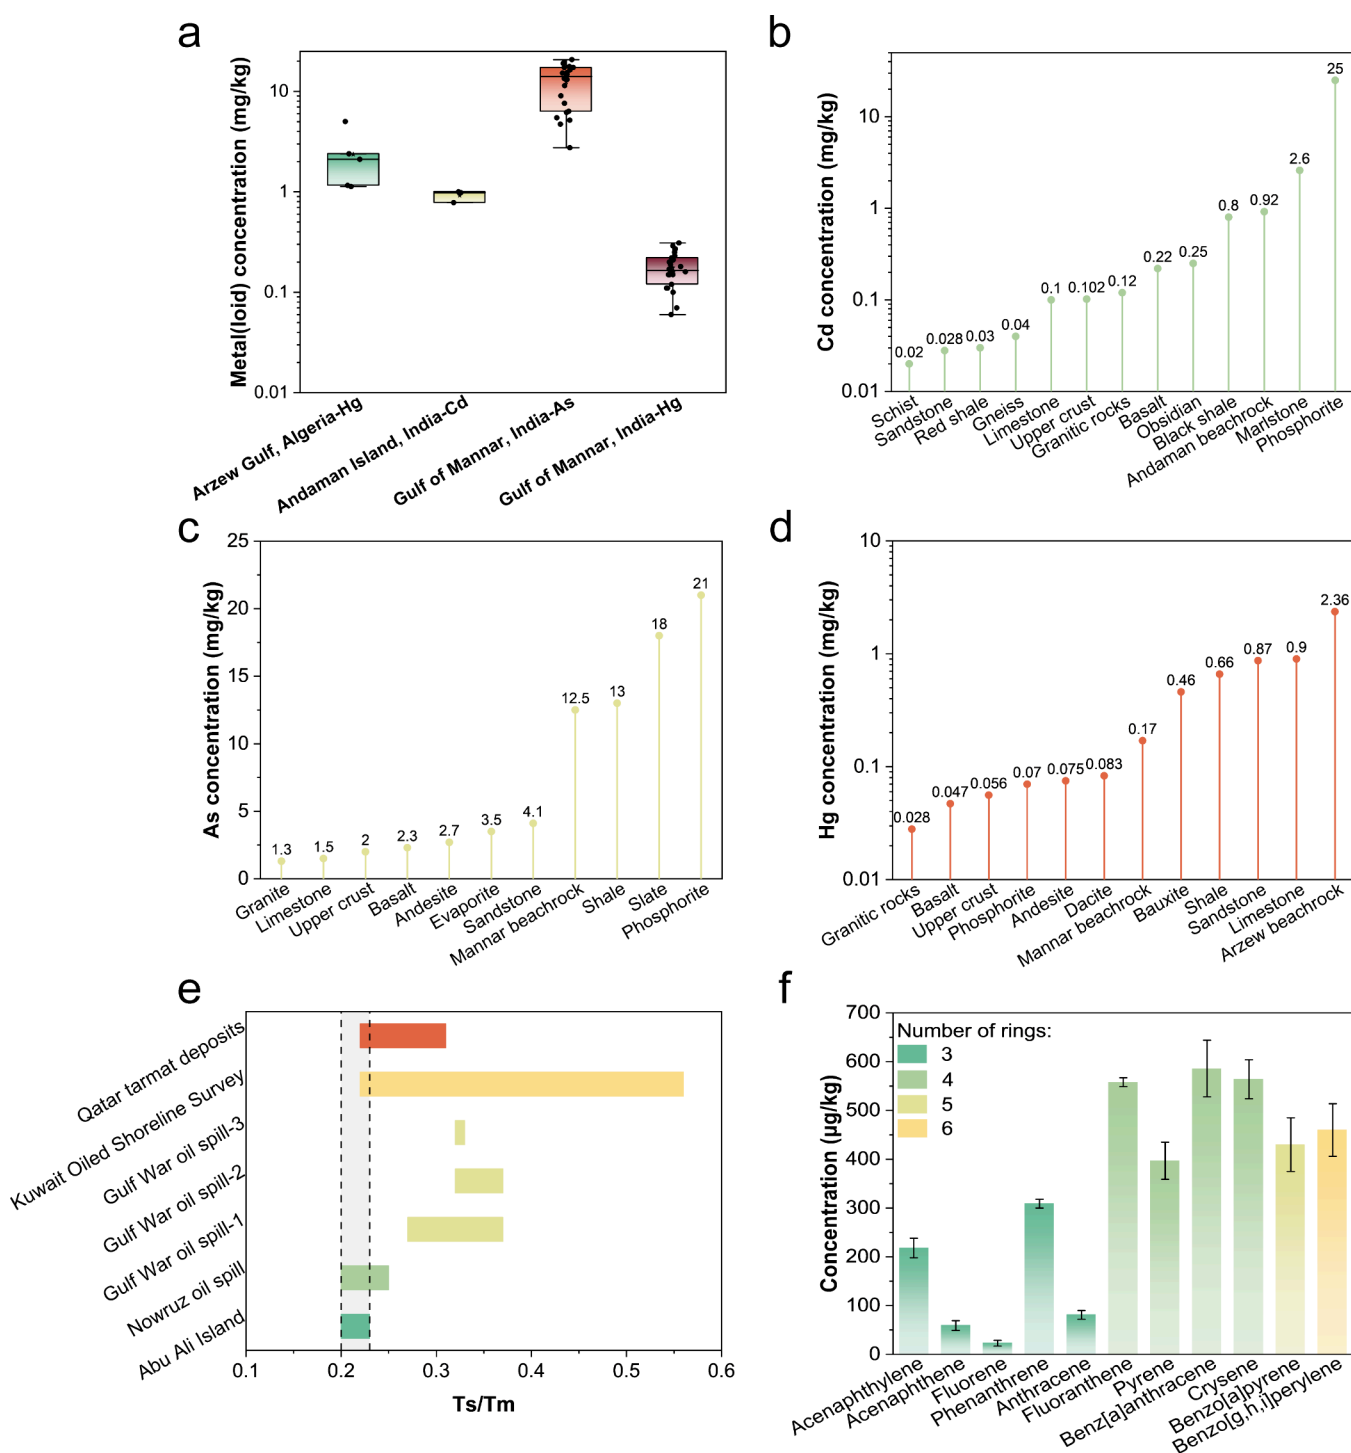 a
Metal(loid) concentration (mg/kg)
10
1
0.1
0.01
Arzew Gulf, Algeria-Hg
Andaman Island, India-Cd
Gulf of Mannar, India-As
Gulf of Mannar, India-Hg
b
Cd concentration (mg/kg)
10
1
0.1
0.01
0.02
0.028
0.03
0.04
0.1
0.102
0.12
0.22
0.25
0.8
0.92
2.6
25
Schist
Sandstone
Red shale
Gneiss
Limestone
Upper crust
Granitic rocks
Basalt
Obsidian
Black shale
Andaman beachrock
Marlstone
Phosphorite
c
As concentration (mg/kg)
25
20
15
10
5
0
1.3
1.5
2
2.3
2.7
3.5
4.1
12.5
13
18
21
Granite
Limestone
Upper crust
Basalt
Andesite
Evaporite
Sandstone
Mannar beachrock
Shale
Slate
Phosphorite
d
Hg concentration (mg/kg)
10
1
0.1
0.01
0.028
0.047
0.056
0.07
0.075
0.083
0.17
0.46
0.66
0.87
0.9
2.36
Granitic rocks
Basalt
Upper crust
Phosphorite
Andesite
Dacite
Mannar beachrock
Bauxite
Shale
Sandstone
Limestone
Arzew beachrock
e
Qatar tarmat deposits
Kuwait Oiled Shoreline Survey
Gulf War oil spill-3
Gulf War oil spill-2
Gulf War oil spill-1
Nowruz oil spill
Abu Ali Island
0.1
0.2
0.3
0.4
0.5
0.6
Ts/Tm
f
Concentration (μg/kg)
700
600
500
400
300
200
100
0
Number of rings:
3
4
5
6
Acenaphthylene
Acenaphthene
Fluorene
Phenanthrene
Anthracene
Fluoranthene
Pyrene
Benz[a]anthracene
Crysene
Benzo[a]pyrene
Benzo[g,h,i]perylene